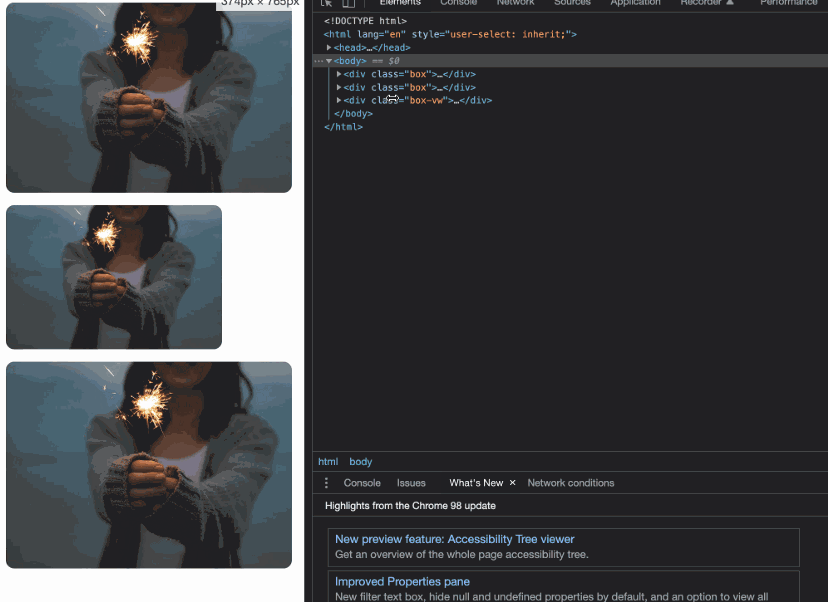 374px × 765px
Elements Console Network Sources Application Recorder Performance
<!DOCTYPE html>
<html lang="en" style="user-select: inherit;">
<head>…</head>
<body> == $0
<div class="box">…</div>
<div class="box">…</div>
<div class="box-vw">…</div>
</body>
</html>
html body
Console Issues What's New × Network conditions
Highlights from the Chrome 98 update
New preview feature: Accessibility Tree viewer
Get an overview of the whole page accessibility tree.
Improved Properties pane
New filter text box, hide null and undefined properties by default, and an option to view all